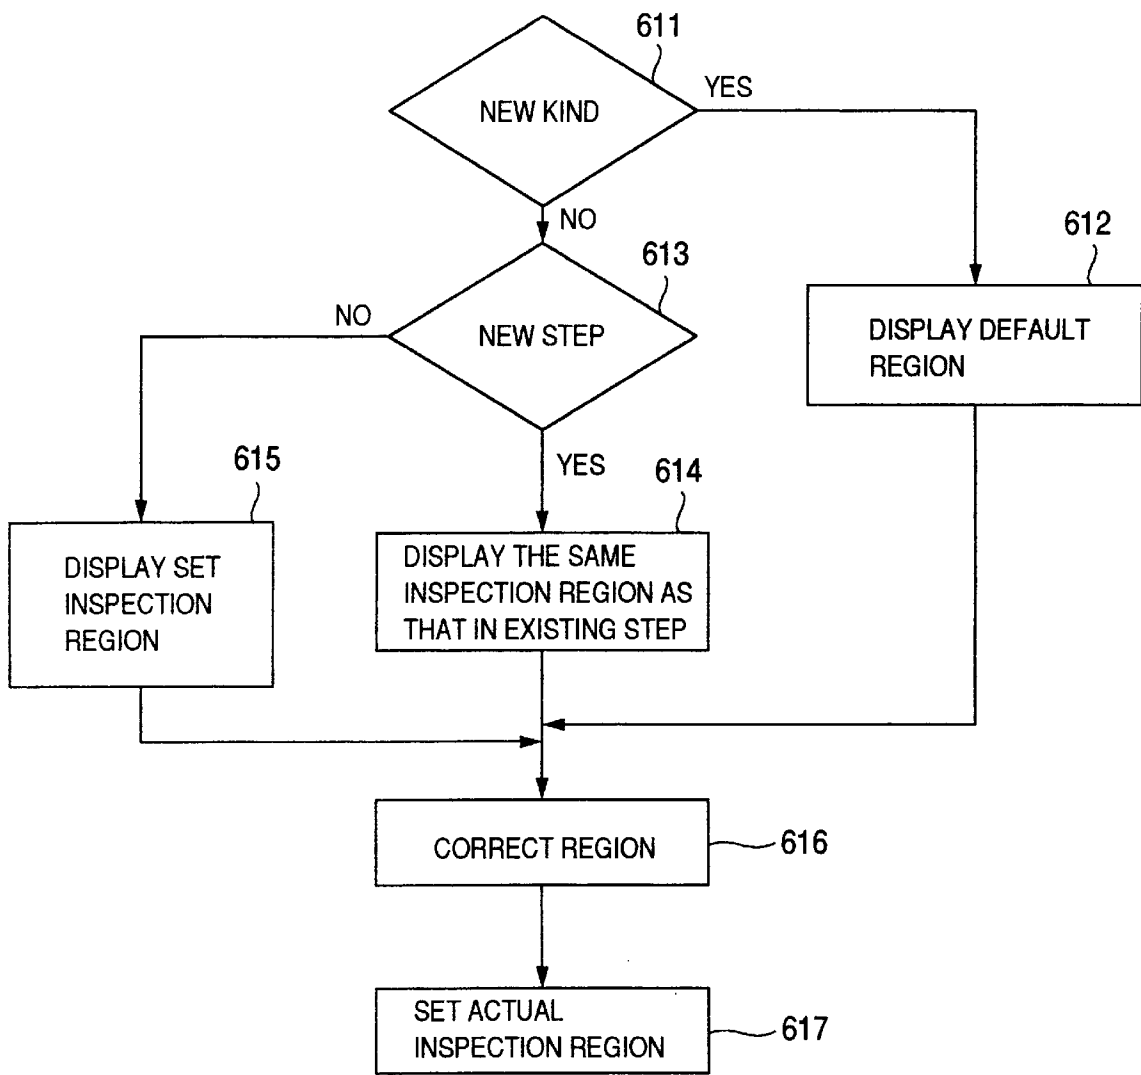 611
NEW KIND
YES
NO
612
613
NO
NEW STEP
DISPLAY DEFAULT
REGION
615
YES
614
DISPLAY SET
INSPECTION
REGION
DISPLAY THE SAME
INSPECTION REGION AS
THAT IN EXISTING STEP
CORRECT REGION
616
SET ACTUAL
INSPECTION REGION
617